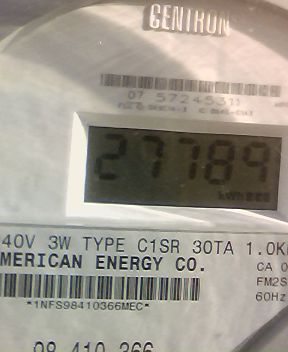 CENTRON
07 57245311
27789
40V 3W TYPE C1SR 30TA 1.0K
MERICAN ENERGY CO.
CA 0
FM2S
60Hz
*1NFS98410366MEC*
98 410 366